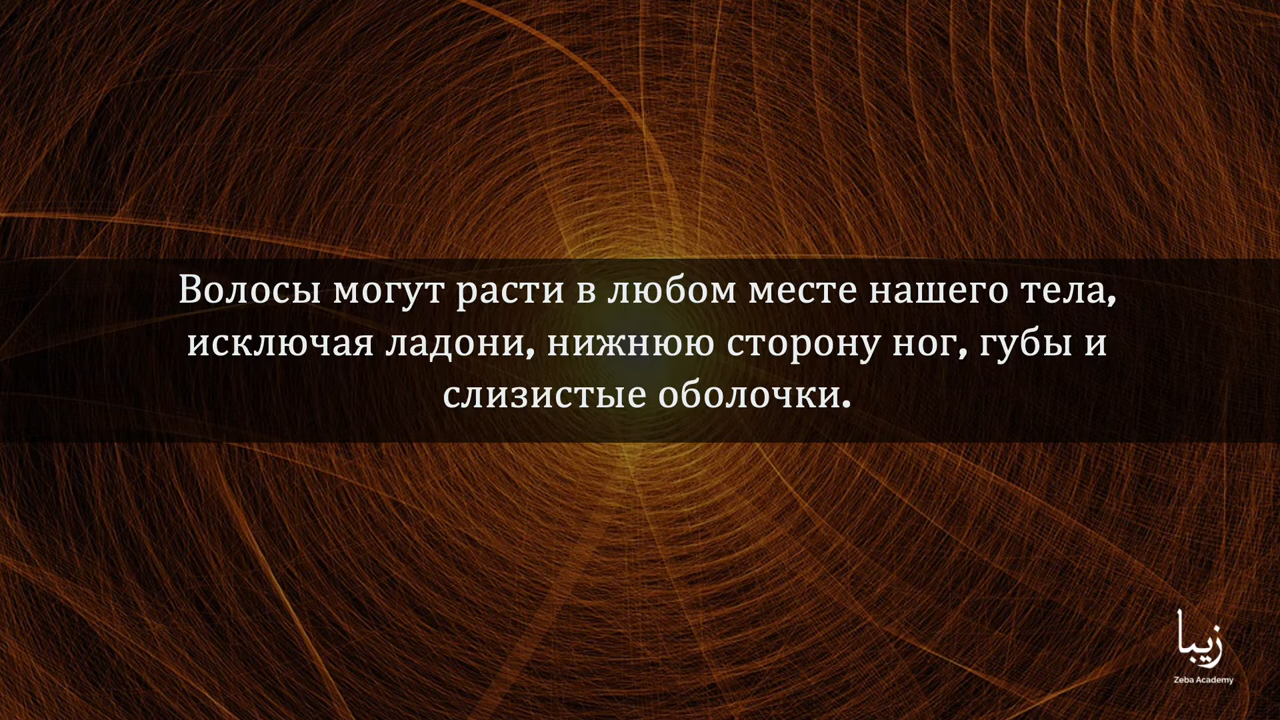 Волосы могут расти в любом месте нашего тела,
исключая ладони, нижнюю сторону ног, губы и
слизистые оболочки.
زیبا
Zeba Academy